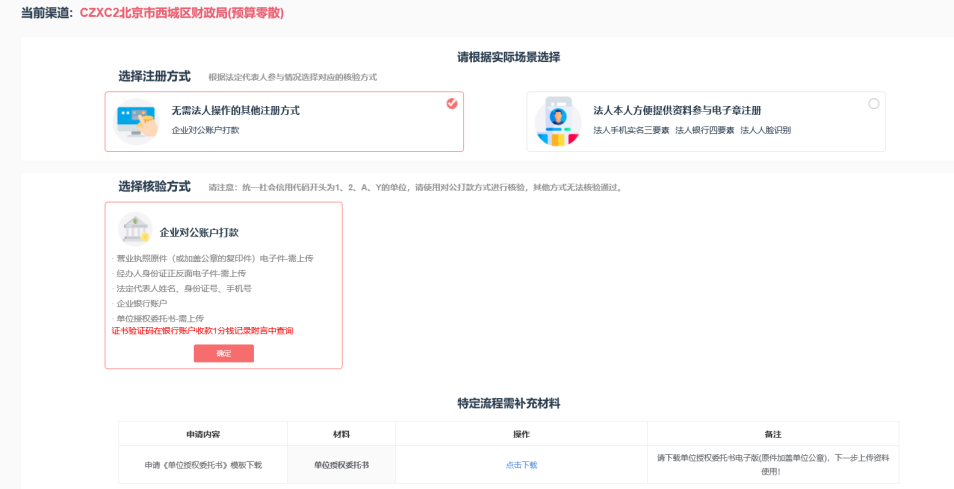 当前渠道：CZXC2北京市西城区财政局(预算零散)
请根据实际场景选择
选择注册方式 根据法定代表人参与情况选择对应的核验方式
无需法人操作的其他注册方式
企业对公账户打款
法人本人方便提供资料参与电子章注册
法人手机实名三要素 法人银行四要素 法人人脸识别
选择核验方式 请注意：统一社会信用代码开头为1、2、A、Y的单位，请使用对公打款方式进行核验，其他方式无法核验通过。
企业对公账户打款
· 营业执照原件（或加盖公章的复印件）电子件-需上传
· 经办人身份证正反面电子件-需上传
· 法定代表人姓名、身份证号、手机号
· 企业银行账户
· 单位授权委托书-需上传
证书验证码在银行账户收款1分钱记录附言中查询
确定
特定流程需补充材料
申请内容 材料 操作 备注
申请《单位授权委托书》模板下载 单位授权委托书 点击下载 请下载单位授权委托书电子版(原件加盖单位公章)，下一步上传资料
使用！